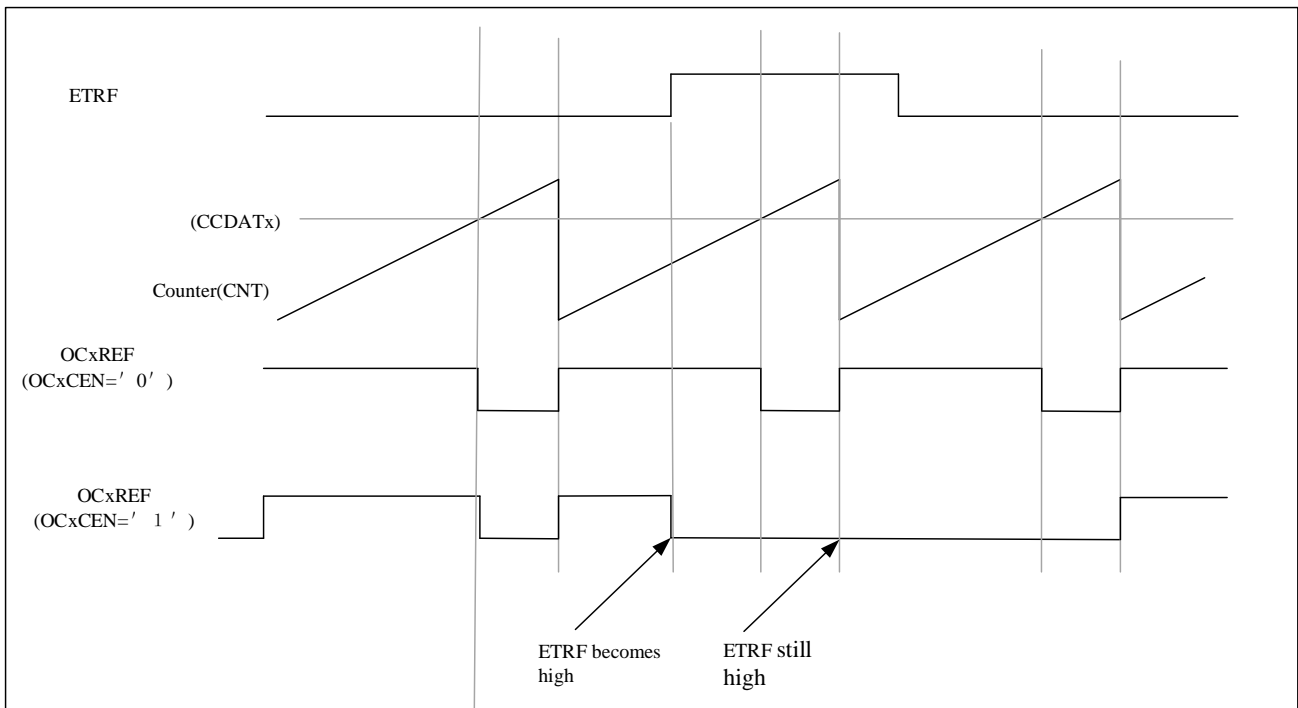 ETRF
(CCDATx)
Counter(CNT)
OCxREF
(OCxCEN=＇0＇)
OCxREF
(OCxCEN=＇１＇)
ETRF becomes
high
ETRF still
high